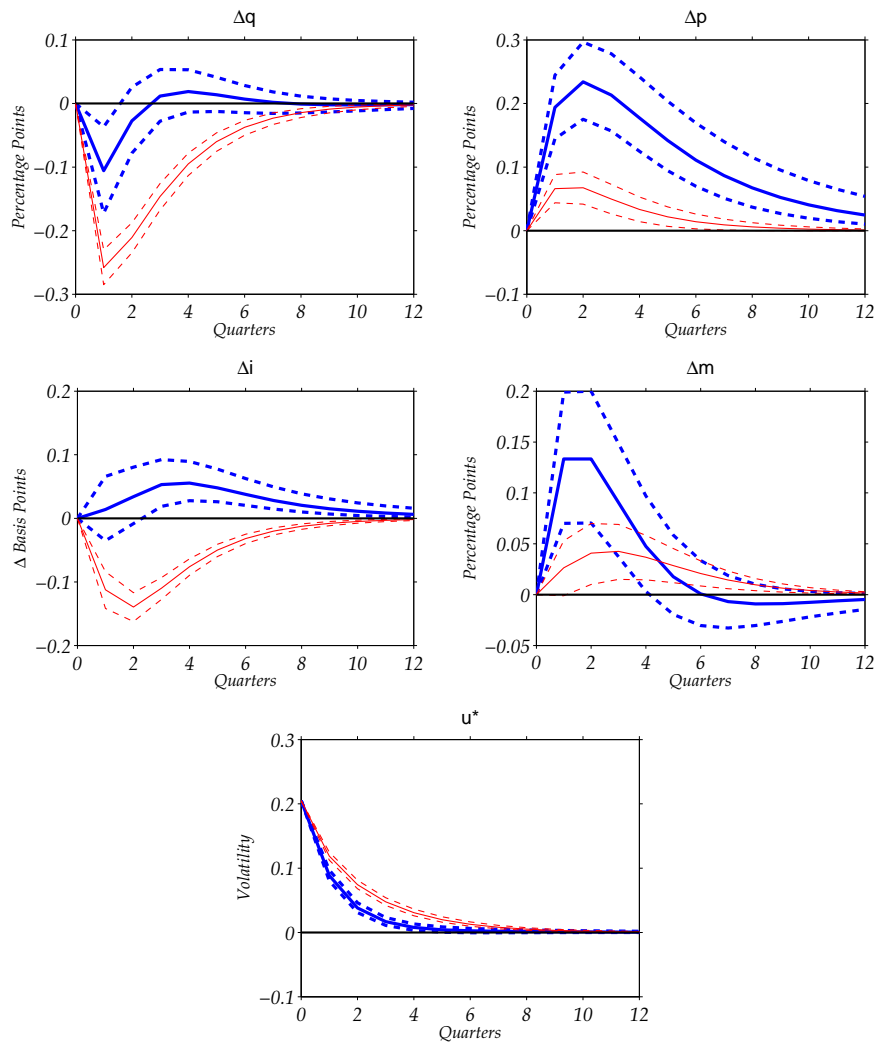 Δq
Percentage Points
0.1
0
−0.1
−0.2
−0.3
0 2 4 6 8 10 12
Quarters
Δp
Percentage Points
0.3
0.2
0.1
0
−0.1
0 2 4 6 8 10 12
Quarters
Δi
Δ Basis Points
0.2
0.1
0
−0.1
−0.2
0 2 4 6 8 10 12
Quarters
Δm
Percentage Points
0.2
0.15
0.1
0.05
0
−0.05
0 2 4 6 8 10 12
Quarters
u*
Volatility
0.3
0.2
0.1
0
−0.1
0 2 4 6 8 10 12
Quarters